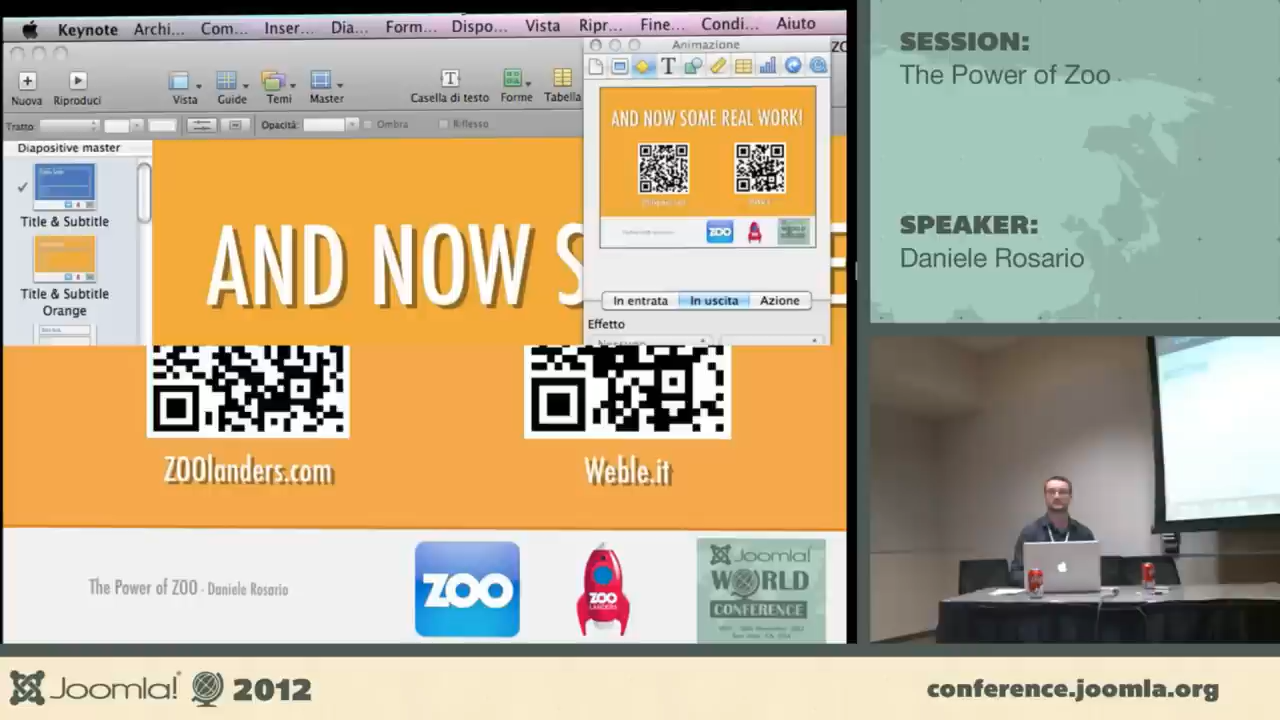 Keynote Archi... Com... Inser... Dia... Form... Dispo... Vista Ripr... Fine... Condi... Aiuto
Animazione
Nuova Riproduci Vista Guide Temi Master Casella di testo Forme Tabella
Tratto: Opacità: Ombra Riflesso
Diapositive master
Title & Subtitle
Title & Subtitle
Orange
AND NOW SOME REAL WORK!
ZOO
In entrata In uscita Azione
Effetto
AND NOW S
ZOOlanders.com
Weble.it
The Power of ZOO - Daniele Rosario
ZOO
ZOO
LANDERS
Joomla!
WORLD
CONFERENCE
SESSION:
The Power of Zoo
SPEAKER:
Daniele Rosario
Joomla! 2012
conference.joomla.org